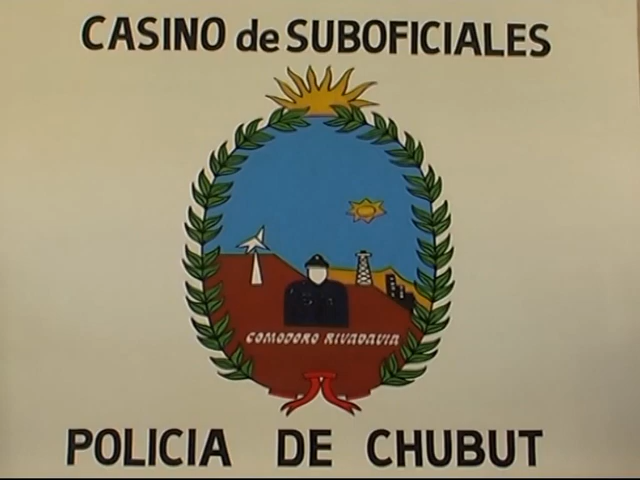 CASINO de SUBOFICIALES
COMODORO RIVADAVIA
POLICIA DE CHUBUT